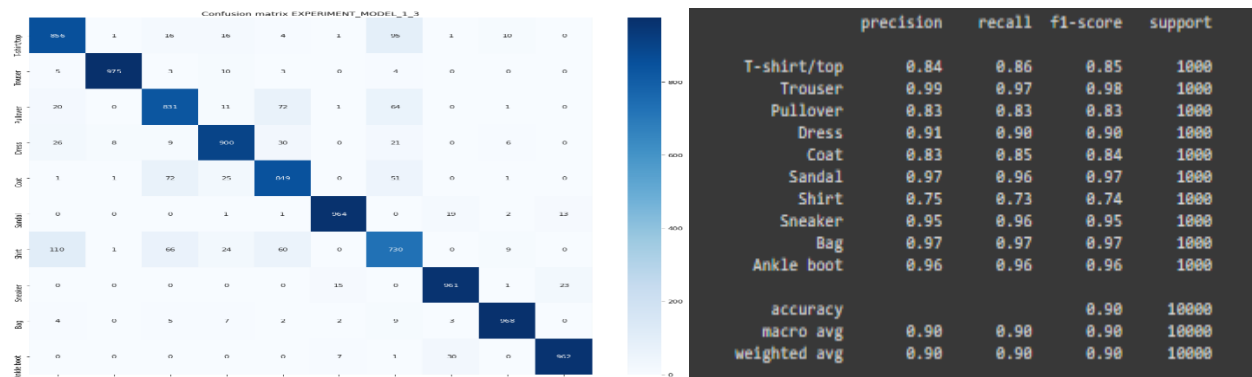 Confusion matrix EXPERIMENT_MODEL_1_3
T-shirt/top 856 1 16 16 4 1 95 1 10 0
Trouser 5 975 3 10 3 0 4 0 0 0
Pullover 20 0 831 11 72 1 64 0 1 0
Dress 26 8 9 900 30 0 21 0 6 0
Coat 1 1 72 25 849 0 51 0 1 0
Sandal 0 0 0 1 1 964 0 19 2 13
Shirt 110 1 66 24 60 0 730 0 9 0
Sneaker 0 0 0 0 0 15 0 961 1 23
Bag 4 0 5 7 2 2 9 3 968 0
Ankle boot 0 0 0 0 0 7 1 30 0 962
800
600
400
200
0
precision recall f1-score support
T-shirt/top 0.84 0.86 0.85 1000
Trouser 0.99 0.97 0.98 1000
Pullover 0.83 0.83 0.83 1000
Dress 0.91 0.90 0.90 1000
Coat 0.83 0.85 0.84 1000
Sandal 0.97 0.96 0.97 1000
Shirt 0.75 0.73 0.74 1000
Sneaker 0.95 0.96 0.95 1000
Bag 0.97 0.97 0.97 1000
Ankle boot 0.96 0.96 0.96 1000
accuracy 0.90 10000
macro avg 0.90 0.90 0.90 10000
weighted avg 0.90 0.90 0.90 10000